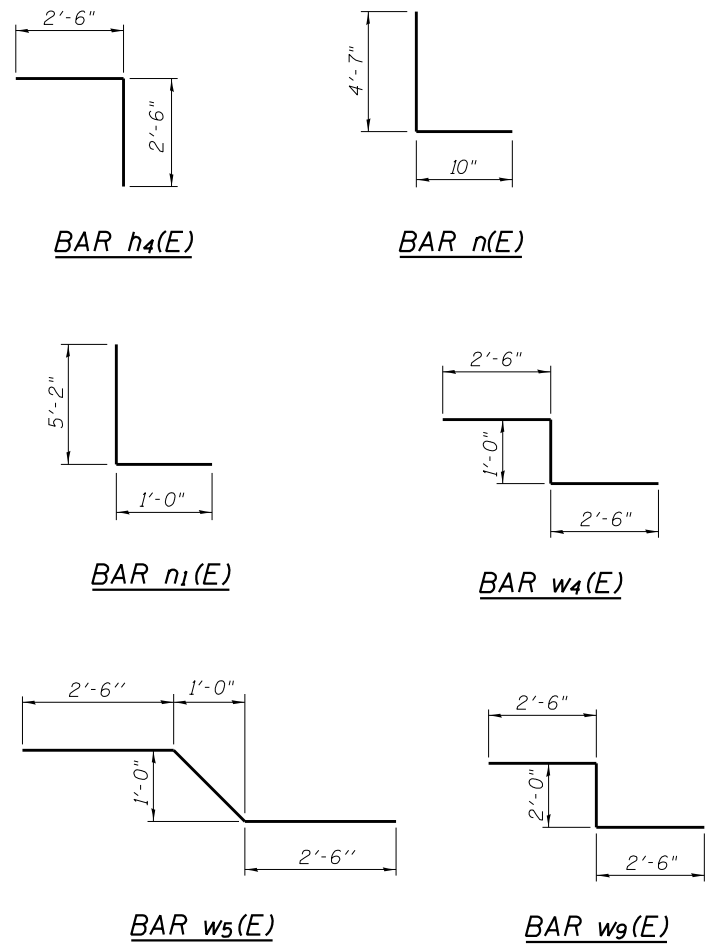 2'-6"
2'-6"
BAR h4(E)
4'-7"
10"
BAR n(E)
5'-2"
1'-0"
BAR n1(E)
2'-6"
1'-0"
2'-6"
BAR w4(E)
2'-6''
1'-0"
1'-0"
2'-6''
BAR w5(E)
2'-6"
2'-0"
2'-6"
BAR w9(E)